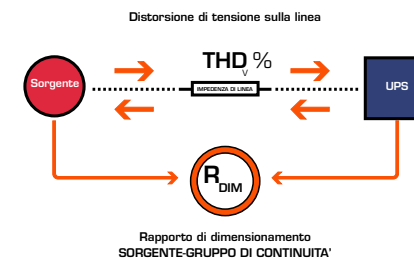 Distorsione di tensione sulla linea
THDv%
Sorgente
IMPEDENZA DI LINEA
UPS
RDIM
Rapporto di dimensionamento
SORGENTE-GRUPPO DI CONTINUITA'